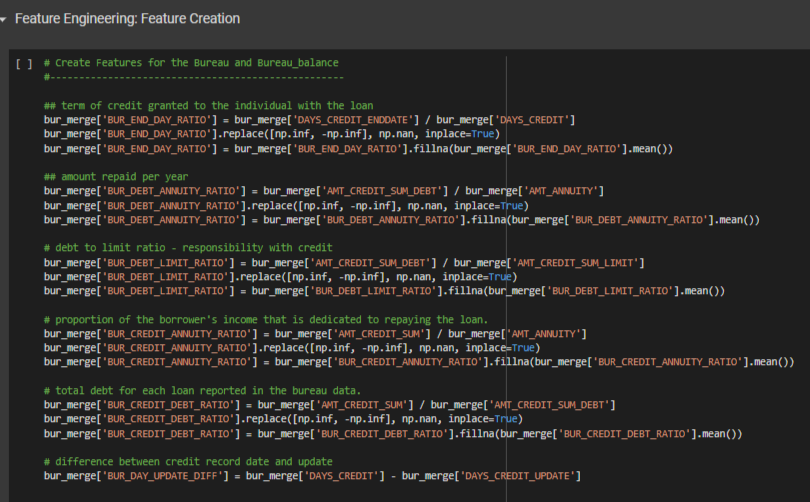 Feature Engineering: Feature Creation
[ ] # Create Features for the Bureau and Bureau_balance
#---------------------------------------------------
## term of credit granted to the individual with the loan
bur_merge['BUR_END_DAY_RATIO'] = bur_merge['DAYS_CREDIT_ENDDATE'] / bur_merge['DAYS_CREDIT']
bur_merge['BUR_END_DAY_RATIO'].replace([np.inf, -np.inf], np.nan, inplace=True)
bur_merge['BUR_END_DAY_RATIO'] = bur_merge['BUR_END_DAY_RATIO'].fillna(bur_merge['BUR_END_DAY_RATIO'].mean())
## amount repaid per year
bur_merge['BUR_DEBT_ANNUITY_RATIO'] = bur_merge['AMT_CREDIT_SUM_DEBT'] / bur_merge['AMT_ANNUITY']
bur_merge['BUR_DEBT_ANNUITY_RATIO'].replace([np.inf, -np.inf], np.nan, inplace=True)
bur_merge['BUR_DEBT_ANNUITY_RATIO'] = bur_merge['BUR_DEBT_ANNUITY_RATIO'].fillna(bur_merge['BUR_DEBT_ANNUITY_RATIO'].mean())
# debt to limit ratio - responsibility with credit
bur_merge['BUR_DEBT_LIMIT_RATIO'] = bur_merge['AMT_CREDIT_SUM_DEBT'] / bur_merge['AMT_CREDIT_SUM_LIMIT']
bur_merge['BUR_DEBT_LIMIT_RATIO'].replace([np.inf, -np.inf], np.nan, inplace=True)
bur_merge['BUR_DEBT_LIMIT_RATIO'] = bur_merge['BUR_DEBT_LIMIT_RATIO'].fillna(bur_merge['BUR_DEBT_LIMIT_RATIO'].mean())
# proportion of the borrower's income that is dedicated to repaying the loan.
bur_merge['BUR_CREDIT_ANNUITY_RATIO'] = bur_merge['AMT_CREDIT_SUM'] / bur_merge['AMT_ANNUITY']
bur_merge['BUR_CREDIT_ANNUITY_RATIO'].replace([np.inf, -np.inf], np.nan, inplace=True)
bur_merge['BUR_CREDIT_ANNUITY_RATIO'] = bur_merge['BUR_CREDIT_ANNUITY_RATIO'].fillna(bur_merge['BUR_CREDIT_ANNUITY_RATIO'].mean())
# total debt for each loan reported in the bureau data.
bur_merge['BUR_CREDIT_DEBT_RATIO'] = bur_merge['AMT_CREDIT_SUM'] / bur_merge['AMT_CREDIT_SUM_DEBT']
bur_merge['BUR_CREDIT_DEBT_RATIO'].replace([np.inf, -np.inf], np.nan, inplace=True)
bur_merge['BUR_CREDIT_DEBT_RATIO'] = bur_merge['BUR_CREDIT_DEBT_RATIO'].fillna(bur_merge['BUR_CREDIT_DEBT_RATIO'].mean())
# difference between credit record date and update
bur_merge['BUR_DAY_UPDATE_DIFF'] = bur_merge['DAYS_CREDIT'] - bur_merge['DAYS_CREDIT_UPDATE']